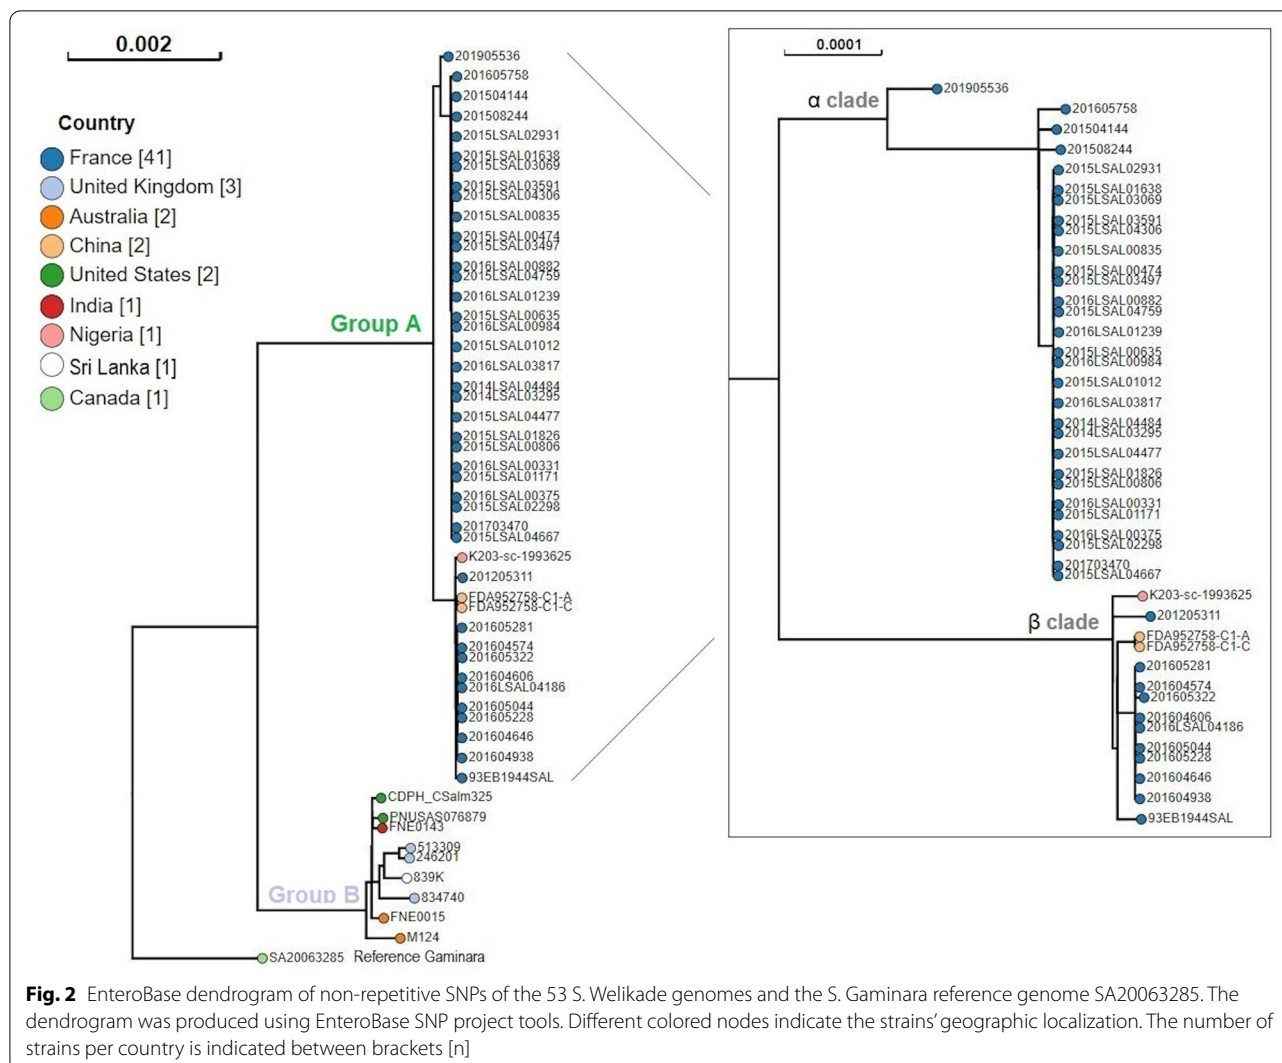 0.002
Country
France [41]
United Kingdom [3]
Australia [2]
China [2]
United States [2]
India [1]
Nigeria [1]
Sri Lanka [1]
Canada [1]
Group A
Group B
201905536
201605758
201504144
201508244
2015LSAL02931
2015LSAL01638
2015LSAL03069
2015LSAL03591
2015LSAL04306
2015LSAL00835
2015LSAL00474
2015LSAL03497
2016LSAL00882
2015LSAL04759
2016LSAL01239
2015LSAL00635
2016LSAL00984
2015LSAL01012
2016LSAL03817
2014LSAL04484
2014LSAL03295
2015LSAL04477
2015LSAL01826
2015LSAL00806
2016LSAL00331
2015LSAL01171
2016LSAL00375
2015LSAL02298
201703470
2015LSAL04667
K203-sc-1993625
201205311
FDA952758-C1-A
FDA952758-C1-C
201605281
201604574
201605322
201604606
2016LSAL04186
201605044
201605228
201604646
201604938
93EB1944SAL
CDPH_CSalm325
PNUSAS076879
FNE0143
513309
246201
839K
834740
FNE0015
M124
SA20063285 Reference Gaminara
0.0001
α clade
β clade
201905536
201605758
201504144
201508244
2015LSAL02931
2015LSAL01638
2015LSAL03069
2015LSAL03591
2015LSAL04306
2015LSAL00835
2015LSAL00474
2015LSAL03497
2016LSAL00882
2015LSAL04759
2016LSAL01239
2015LSAL00635
2016LSAL00984
2015LSAL01012
2016LSAL03817
2014LSAL04484
2014LSAL03295
2015LSAL04477
2015LSAL01826
2015LSAL00806
2016LSAL00331
2015LSAL01171
2016LSAL00375
2015LSAL02298
201703470
2015LSAL04667
K203-sc-1993625
201205311
FDA952758-C1-A
FDA952758-C1-C
201605281
201604574
201605322
201604606
2016LSAL04186
201605044
201605228
201604646
201604938
93EB1944SAL
Fig. 2 EnteroBase dendrogram of non-repetitive SNPs of the 53 S. Welikade genomes and the S. Gaminara reference genome SA20063285. The
dendrogram was produced using EnteroBase SNP project tools. Different colored nodes indicate the strains' geographic localization. The number of
strains per country is indicated between brackets [n]